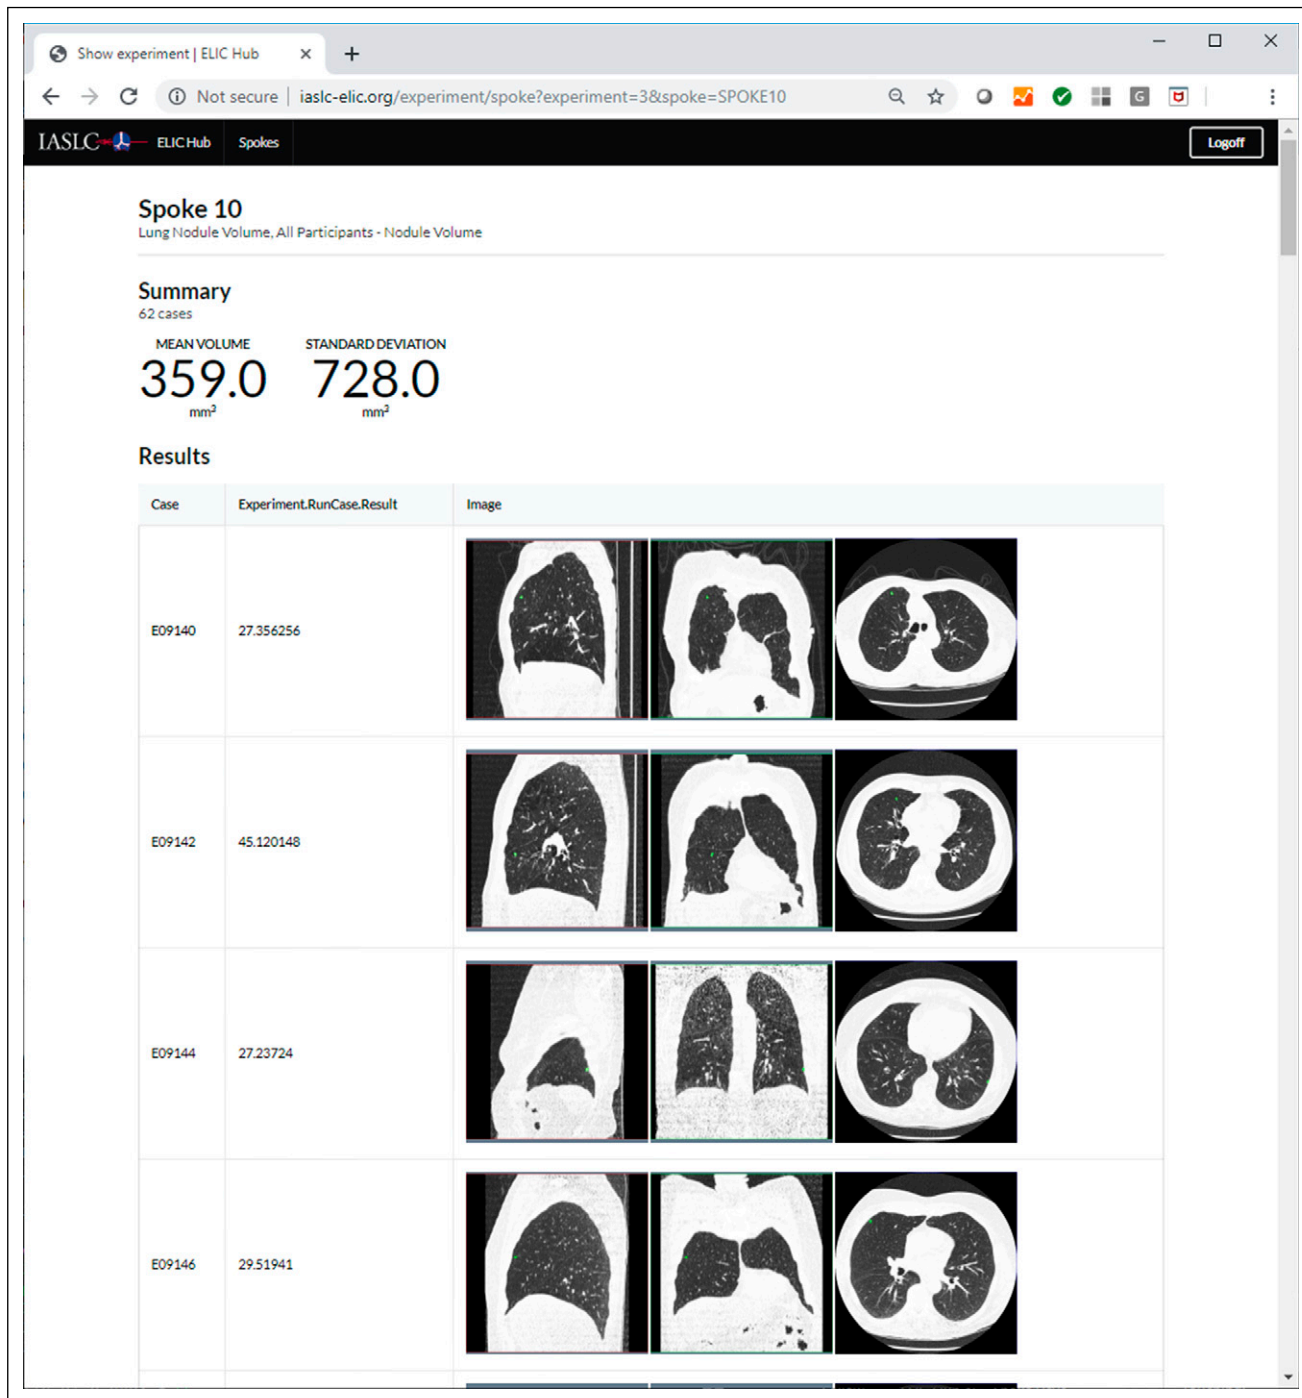 Show experiment | ELIC Hub
Not secure | iaslc-elic.org/experiment/spoke?experiment=3&spoke=SPOKE10
G
IASLC ELIC Hub Spokes Logoff
Spoke 10
Lung Nodule Volume, All Participants - Nodule Volume
Summary
62 cases
MEAN VOLUME STANDARD DEVIATION
359.0 728.0
mm³ mm³
Results
Case Experiment.RunCase.Result Image
E09140 27.356256
E09142 45.120148
E09144 27.23724
E09146 29.51941